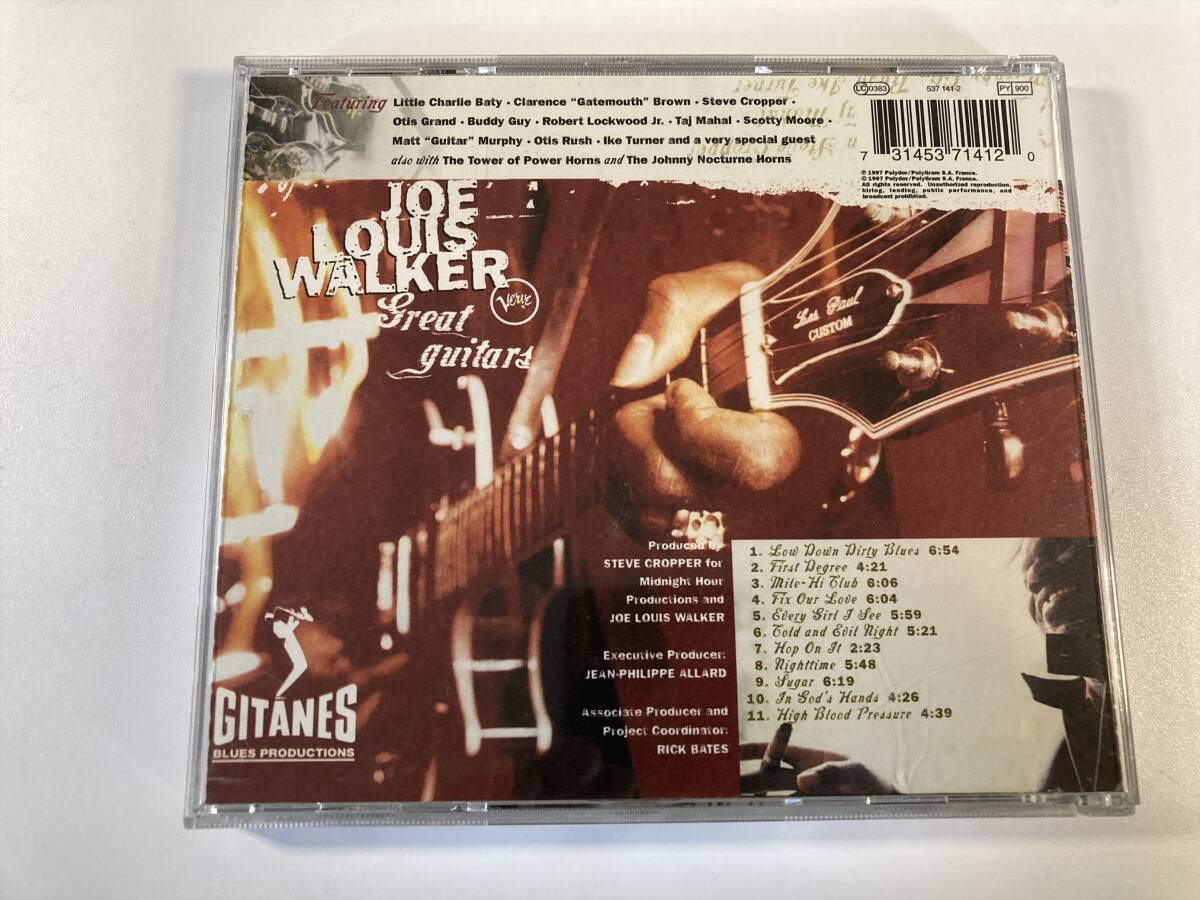 Featuring Little Charlie Baty • Clarence "Gatemouth" Brown • Steve Cropper •
Otis Grand • Buddy Guy • Robert Lockwood Jr. • Taj Mahal • Scotty Moore •
Matt "Guitar" Murphy • Otis Rush • Ike Turner and a very special guest
also with The Tower of Power Horns and The Johnny Nocturne Horns
LC0383
537 141-2
PY 900
7 31453 71412 0
℗ 1997 Polydor/PolyGram S.A. France.
© 1997 Polydor/PolyGram S.A. France.
All rights reserved. Unauthorized reproduction,
hiring, lending, public performance, and
broadcast prohibited.
JOE
LOUIS
WALKER
Verve
Great
guitars
Les Paul
CUSTOM
Produced by
STEVE CROPPER for
Midnight Hour
Productions and
JOE LOUIS WALKER
Executive Producer:
JEAN-PHILIPPE ALLARD
Associate Producer and
Project Coordinator:
RICK BATES
GITANES
BLUES PRODUCTIONS
1. Low Down Dirty Blues 6:54
2. First Degree 4:21
3. Mile-Hi Club 6:06
4. Fix Our Love 6:04
5. Every Girl I See 5:59
6. Cold and Evil Night 5:21
7. Hop On It 2:23
8. Nighttime 5:48
9. Sugar 6:19
10. In God's Hands 4:26
11. High Blood Pressure 4:39